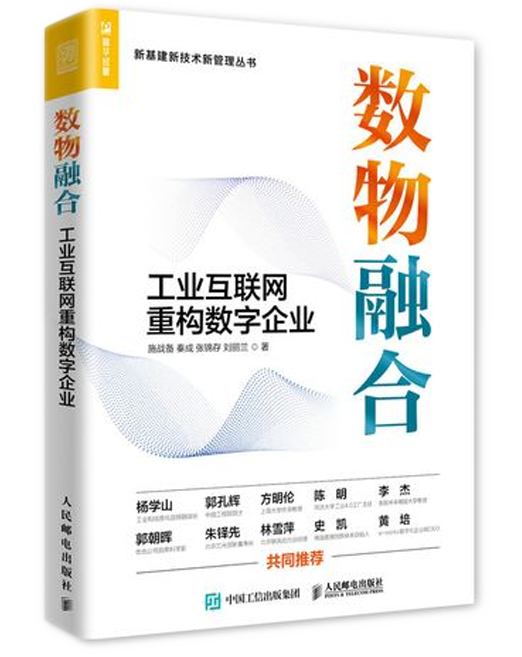 新基建新技术新管理丛书
数物融合
工业互联网
重构数字企业
施战备 秦成 张锦存 刘丽兰 ◎ 著
杨学山 郭孔辉 方明伦 陈明 李杰
郭朝晖 朱铎先 林雪萍 史凯 黄培
共同推荐
中国工信出版集团 人民邮电出版社
数物融合
工业互联网重构数字企业
人民邮电出版社